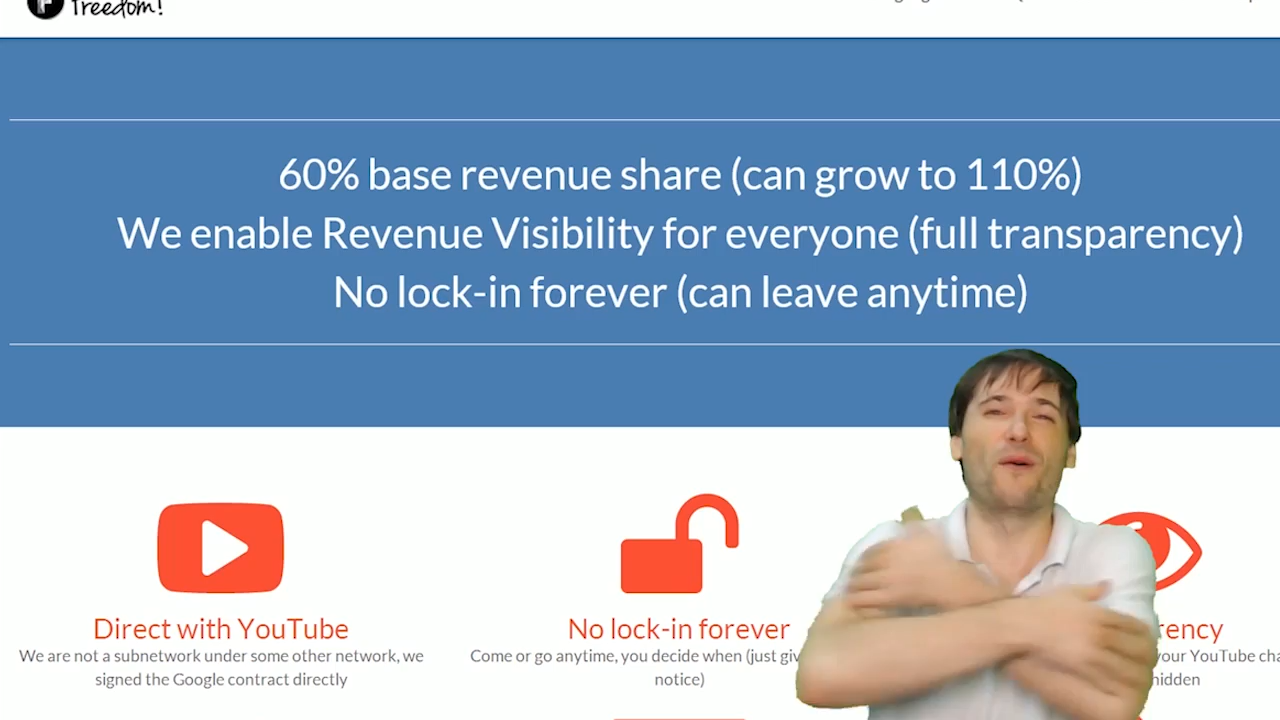 Freedom!
60% base revenue share (can grow to 110%)
We enable Revenue Visibility for everyone (full transparency)
No lock-in forever (can leave anytime)
Direct with YouTube
We are not a subnetwork under some other network, we
signed the Google contract directly
No lock-in forever
Come or go anytime, you decide when (just
notice)
your YouTube
hidden